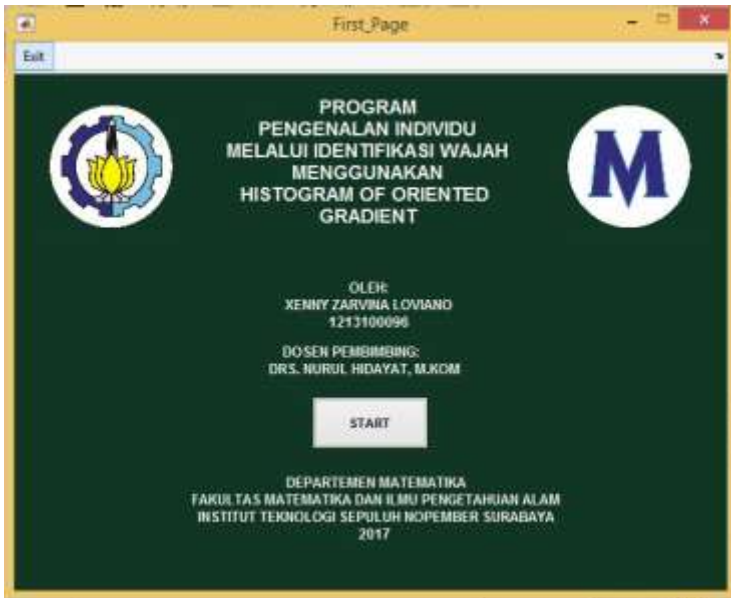 First_Page
Exit
PROGRAM
PENGENALAN INDIVIDU
MELALUI IDENTIFIKASI WAJAH
MENGGUNAKAN
HISTOGRAM OF ORIENTED
GRADIENT
M
OLEH:
XENNY ZARVINA LOVIANO
1213100096
DOSEN PEMBIMBING:
DRS. NURUL HIDAYAT, M.KOM
START
DEPARTEMEN MATEMATIKA
FAKULTAS MATEMATIKA DAN ILMU PENGETAHUAN ALAM
INSTITUT TEKNOLOGI SEPULUH NOPEMBER SURABAYA
2017